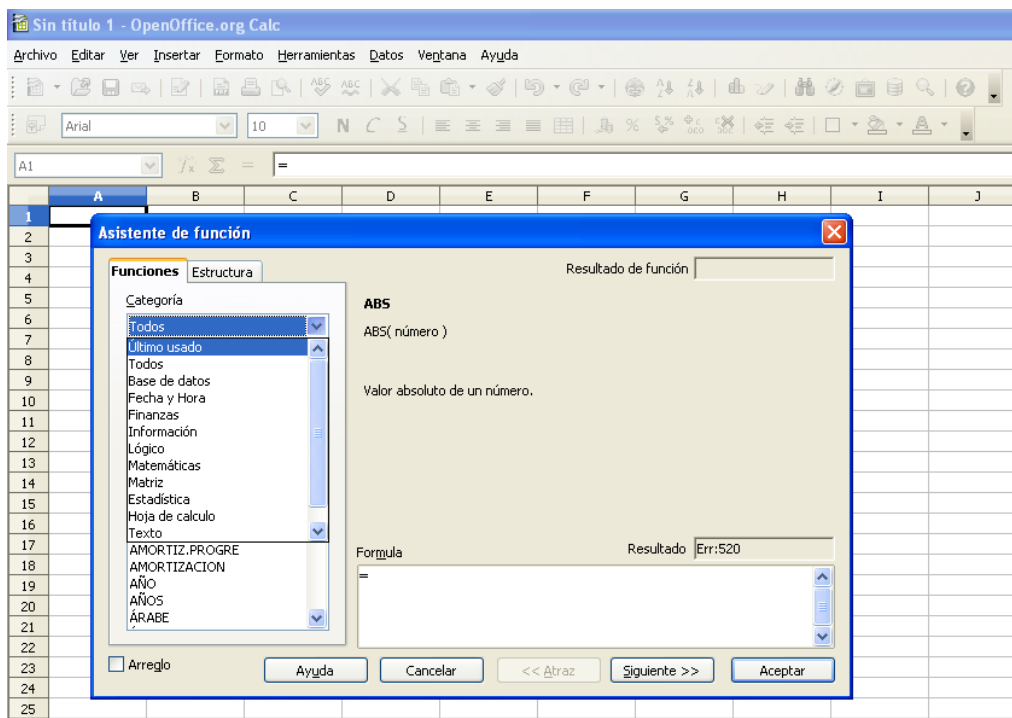 Sin título 1 - OpenOffice.org Calc
Archivo Editar Ver Insertar Formato Herramientas Datos Ventana Ayuda
Arial 10 N C S
A1 =
A B C D E F G H I J
1
2
3
4
5
6
7
8
9
10
11
12
13
14
15
16
17
18
19
20
21
22
23
24
25
Asistente de función
Funciones Estructura
Resultado de función
Categoría
Todos
Último usado
Todos
Base de datos
Fecha y Hora
Finanzas
Información
Lógico
Matemáticas
Matriz
Estadística
Hoja de calculo
Texto
AMORTIZ.PROGRE
AMORTIZACION
AÑO
AÑOS
ÁRABE
ABS
ABS( número )
Valor absoluto de un número.
Formula
Resultado Err:520
=
Arreglo
Ayuda Cancelar << Atraz Siguiente >> Aceptar